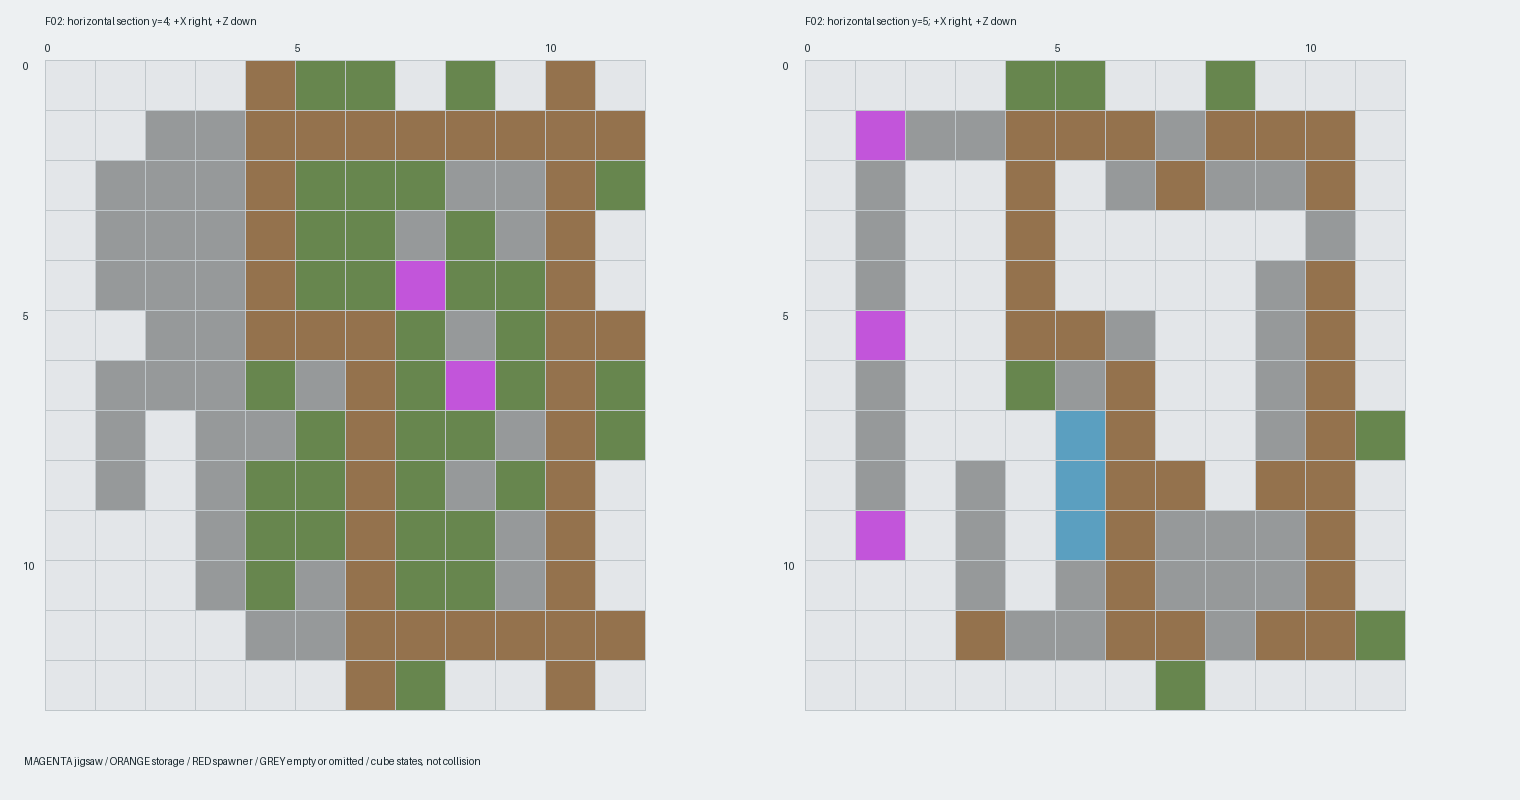 F02: horizontal section y=4; +X right, +Z down
F02: horizontal section y=5; +X right, +Z down
0 5 10
0 5 10
0
0
5
5
10
10
MAGENTA jigsaw / ORANGE storage / RED spawner / GREY empty or omitted / cube states, not collision